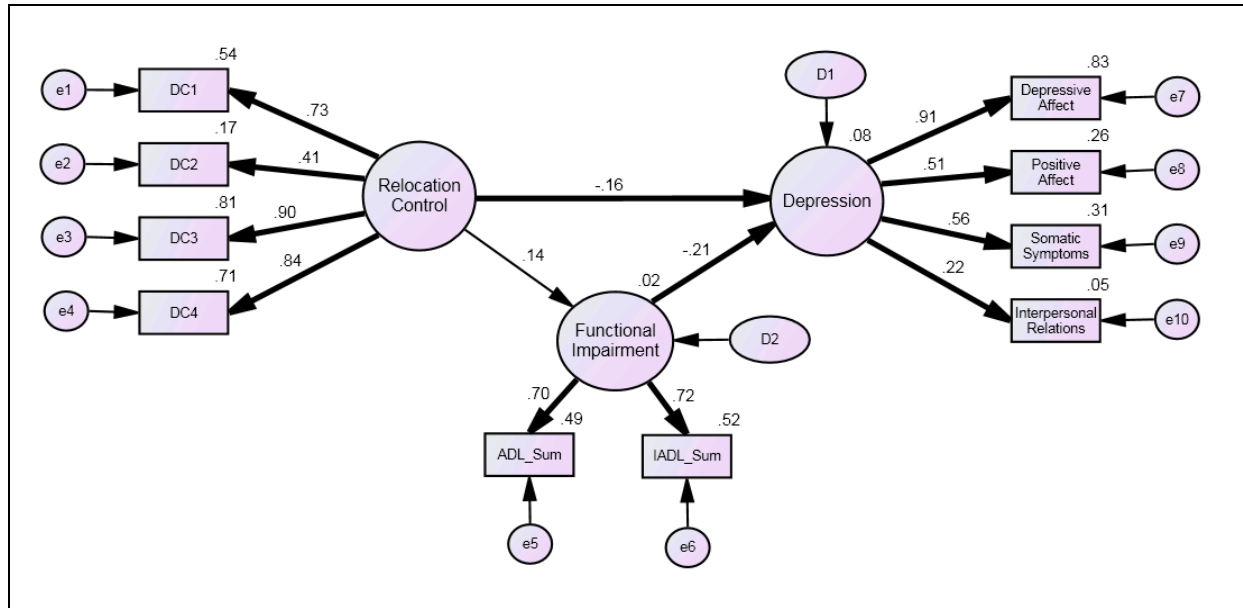 .54
e1
DC1
.73
.17
e2
DC2
.41
.81
e3
DC3
.90
.71
e4
DC4
.84
Relocation
Control
-.16
.14
D1
.08
Depression
-.21
.02
Functional
Impairment
D2
.70
.49
ADL_Sum
e5
.72
.52
IADL_Sum
e6
.91
.83
Depressive
Affect
e7
.51
.26
Positive
Affect
e8
.56
.31
Somatic
Symptoms
e9
.22
.05
Interpersonal
Relations
e10